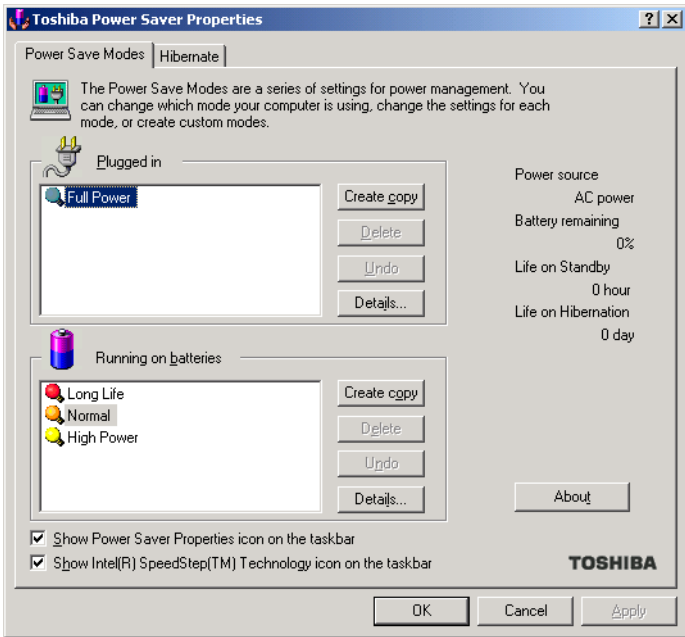 Toshiba Power Saver Properties
Power Save Modes
Hibernate
The Power Save Modes are a series of settings for power management. You
can change which mode your computer is using, change the settings for each
mode, or create custom modes.
Plugged in
Full Power
Create copy
Delete
Undo
Details...
Power source
AC power
Battery remaining
0%
Life on Standby
0 hour
Life on Hibernation
0 day
Running on batteries
Long Life
Normal
High Power
Create copy
Delete
Undo
Details...
About
Show Power Saver Properties icon on the taskbar
Show Intel(R) SpeedStep(TM) Technology icon on the taskbar
TOSHIBA
OK
Cancel
Apply